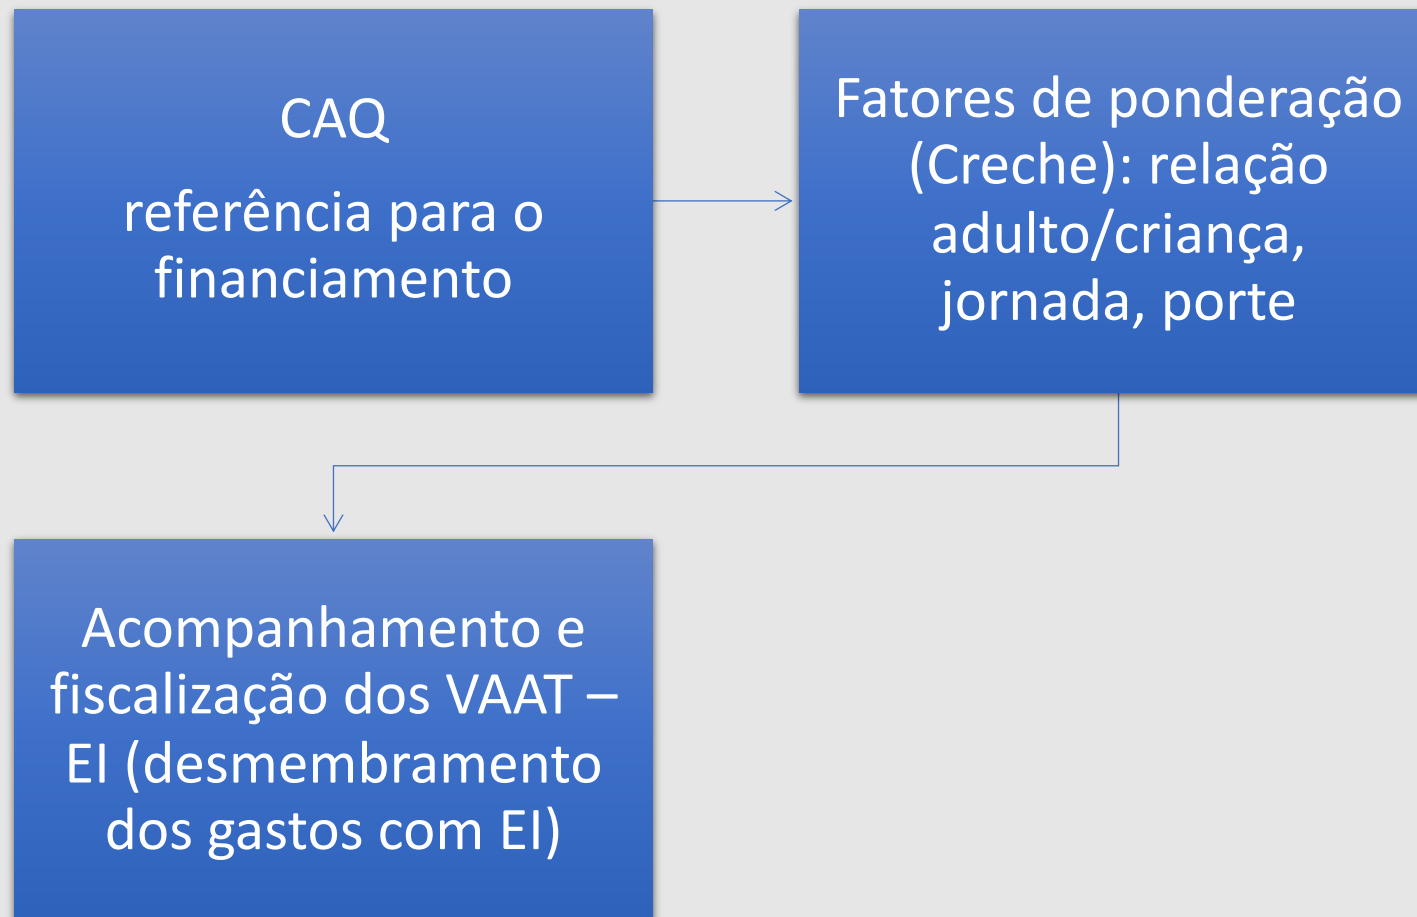 CAQ
referência para o
financiamento
Fatores de ponderação
(Creche): relação
adulto/criança,
jornada, porte
Acompanhamento e
fiscalização dos VAAT –
EI (desmembramento
dos gastos com EI)